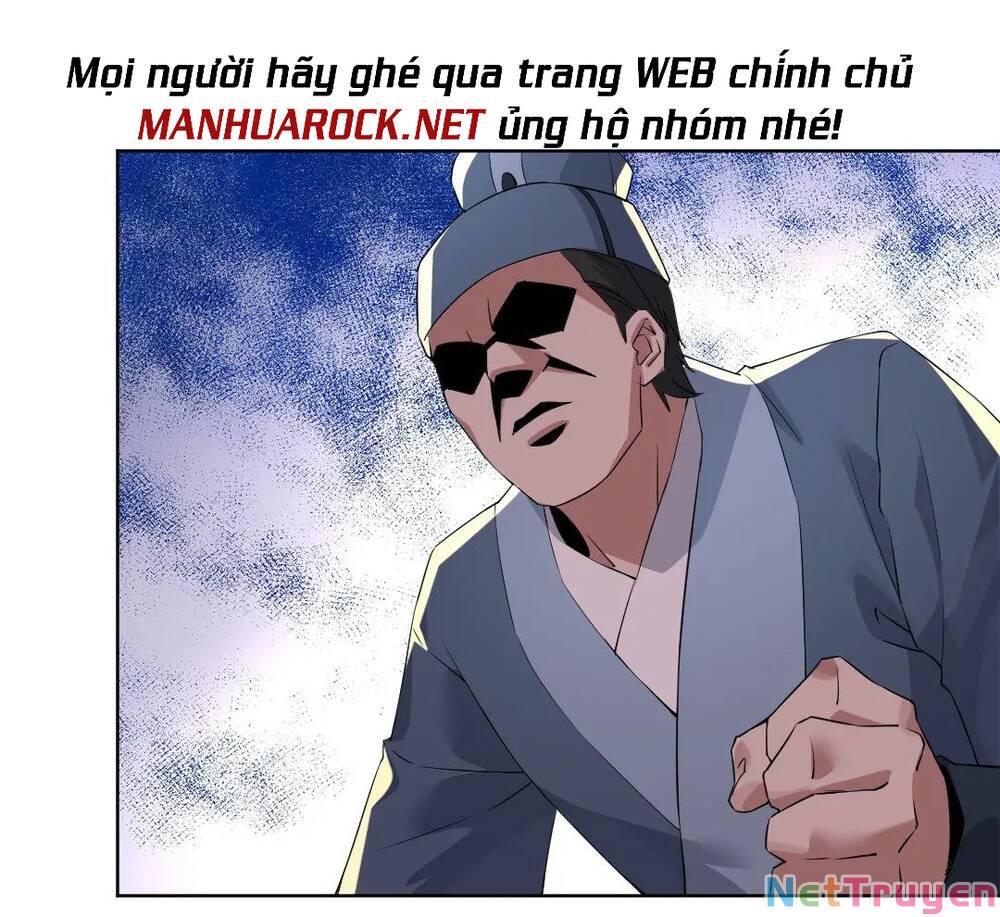 Mọi người hãy ghé qua trang WEB chính chủ
MANHUAROCK.NET ủng hộ nhóm nhé!
NetTruyen